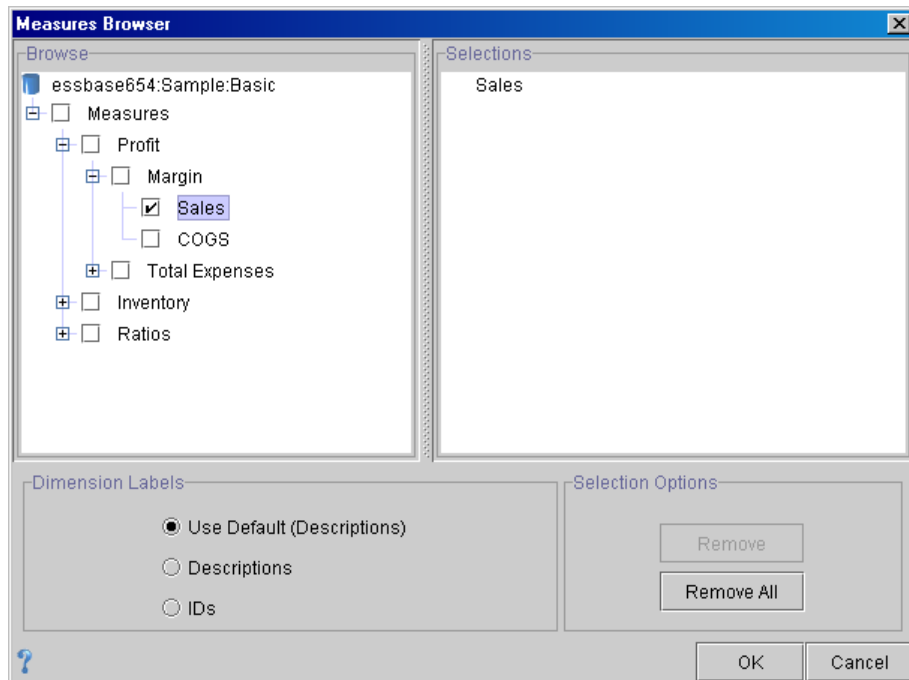 Measures Browser
Browse
essbase654:Sample:Basic
Measures
Profit
Margin
Sales
COGS
Total Expenses
Inventory
Ratios
Selections
Sales
Dimension Labels
Use Default (Descriptions)
Descriptions
IDs
Selection Options
Remove
Remove All
?
OK
Cancel